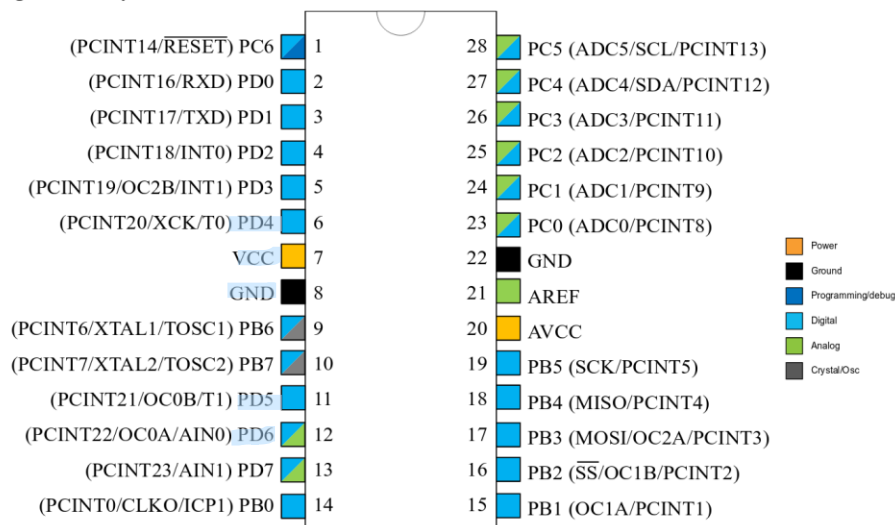 (PCINT14/RESET) PC6 1
(PCINT16/RXD) PD0 2
(PCINT17/TXD) PD1 3
(PCINT18/INT0) PD2 4
(PCINT19/OC2B/INT1) PD3 5
(PCINT20/XCK/T0) PD4 6
VCC 7
GND 8
(PCINT6/XTAL1/TOSC1) PB6 9
(PCINT7/XTAL2/TOSC2) PB7 10
(PCINT21/OC0B/T1) PD5 11
(PCINT22/OC0A/AIN0) PD6 12
(PCINT23/AIN1) PD7 13
(PCINT0/CLKO/ICP1) PB0 14
28 PC5 (ADC5/SCL/PCINT13)
27 PC4 (ADC4/SDA/PCINT12)
26 PC3 (ADC3/PCINT11)
25 PC2 (ADC2/PCINT10)
24 PC1 (ADC1/PCINT9)
23 PC0 (ADC0/PCINT8)
22 GND
21 AREF
20 AVCC
19 PB5 (SCK/PCINT5)
18 PB4 (MISO/PCINT4)
17 PB3 (MOSI/OC2A/PCINT3)
16 PB2 (SS/OC1B/PCINT2)
15 PB1 (OC1A/PCINT1)
Power
Ground
Programming/debug
Digital
Analog
Crystal/Osc